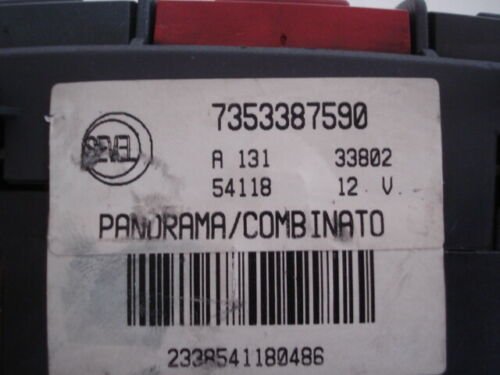 SEVEL
7353387590
A 131 33802
54118 12 V.
PANORAMA/COMBINATO
2338541180486